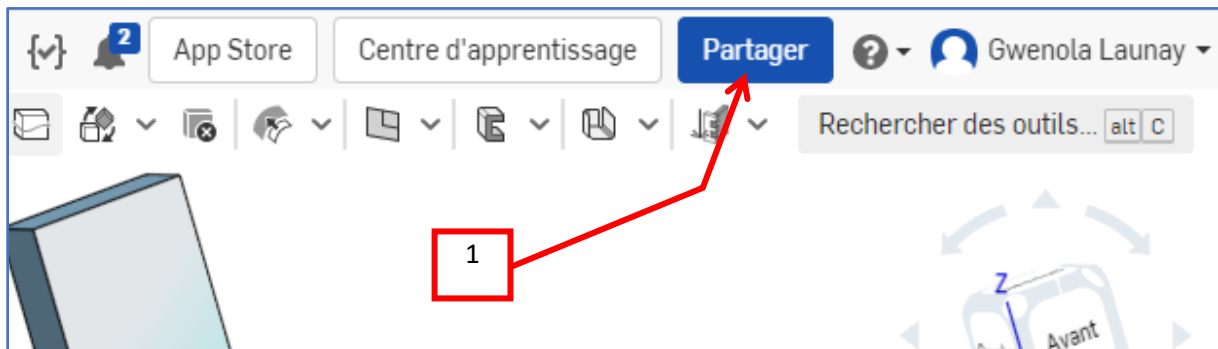 2 App Store Centre d'apprentissage Partager ? Gwenola Launay
Rechercher des outils... alt C
1
Z
Avant